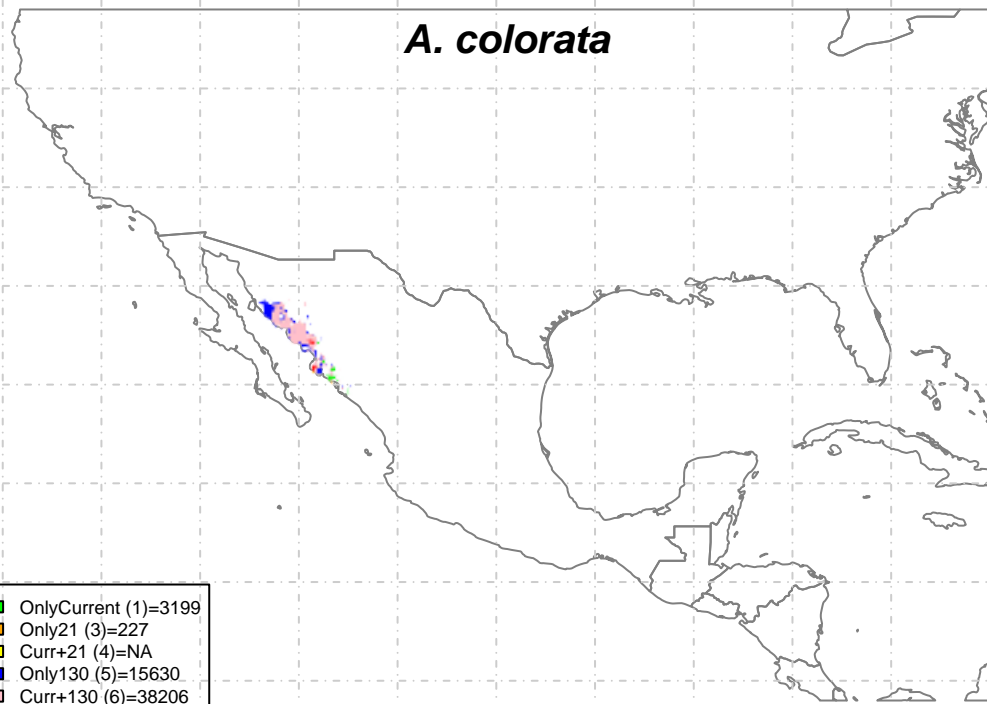 A. colorata
OnlyCurrent (1)=3199
Only21 (3)=227
Curr+21 (4)=NA
Only130 (5)=15630
Curr+130 (6)=38206